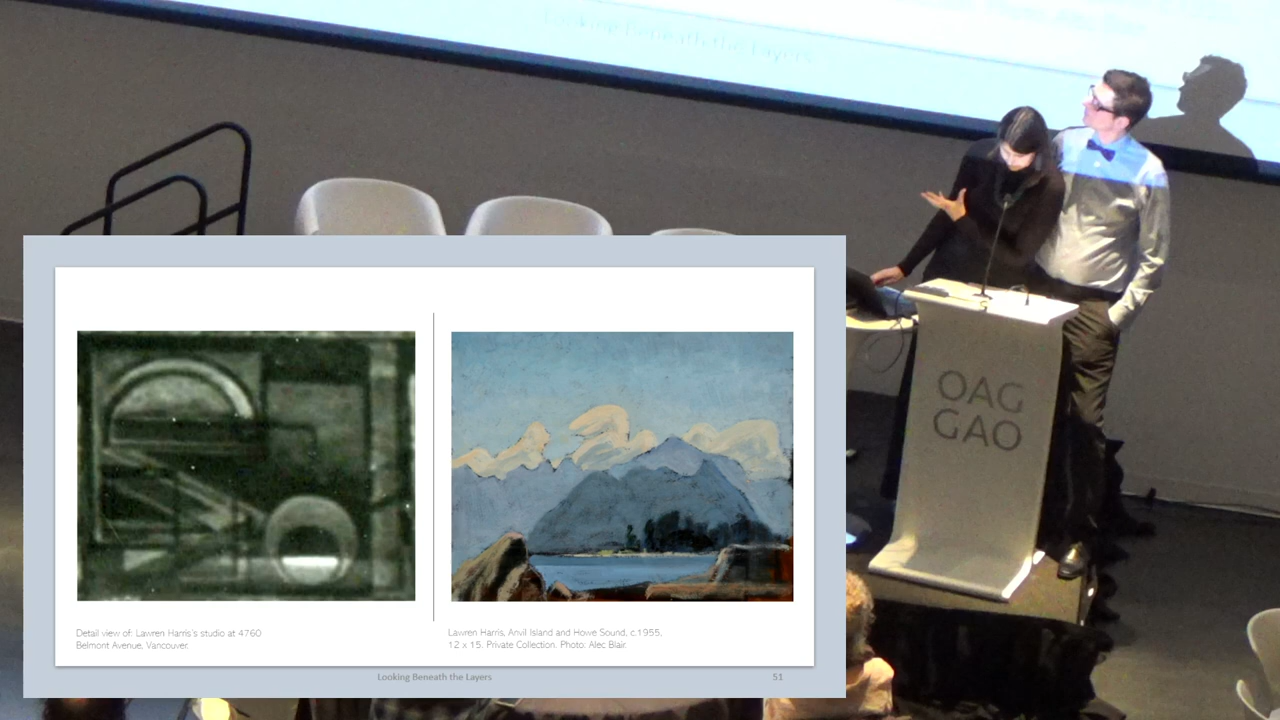 Looking Beneath the Layers
OAG
GAO
Detail view of: Lawren Harris's studio at 4760
Belmont Avenue, Vancouver.
Lawren Harris, Anvil Island and Howe Sound, c.1955,
12 x 15. Private Collection. Photo: Alec Blair.
Looking Beneath the Layers
51